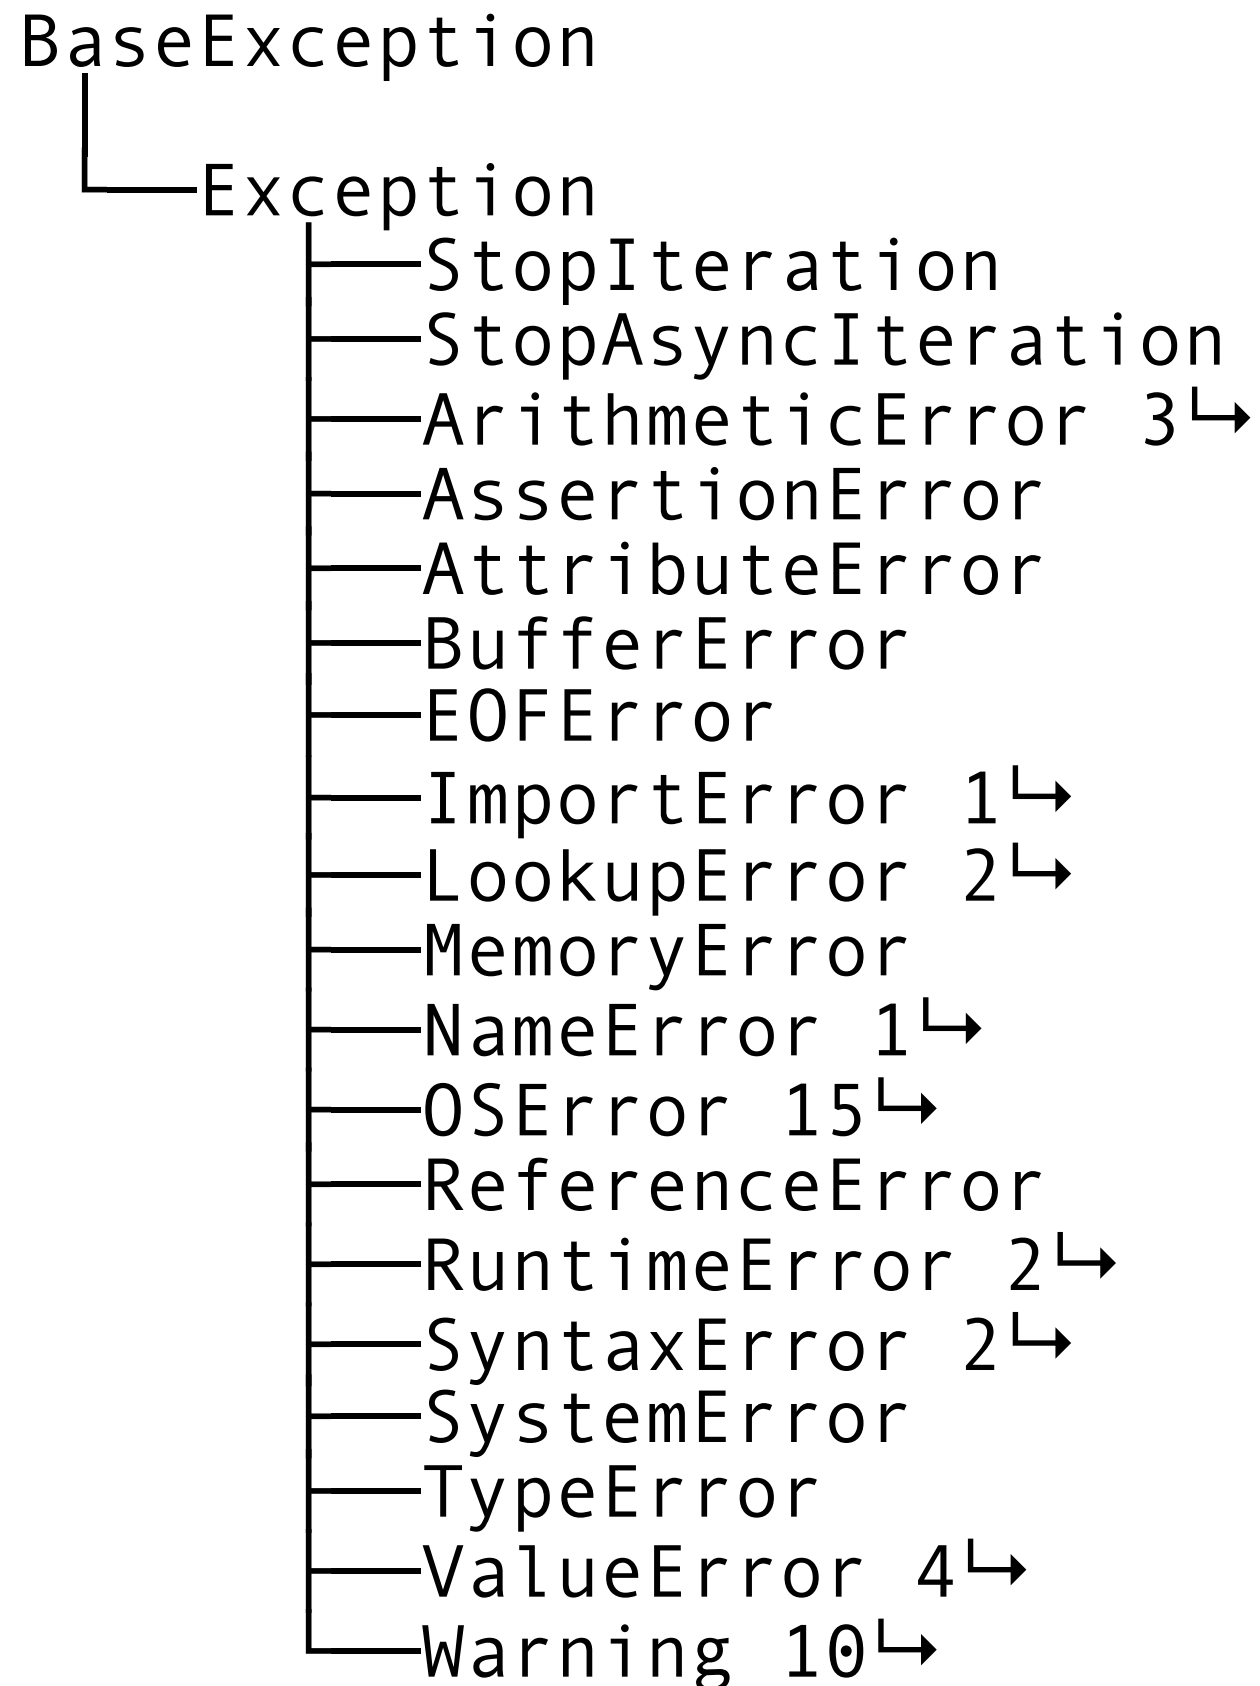 BaseException
Exception
StopIteration
StopAsyncIteration
ArithmeticError 3
AssertionError
AttributeError
BufferError
EOFError
ImportError 1
LookupError 2
MemoryError
NameError 1
OSError 15
ReferenceError
RuntimeError 2
SyntaxError 2
SystemError
TypeError
ValueError 4
Warning 10